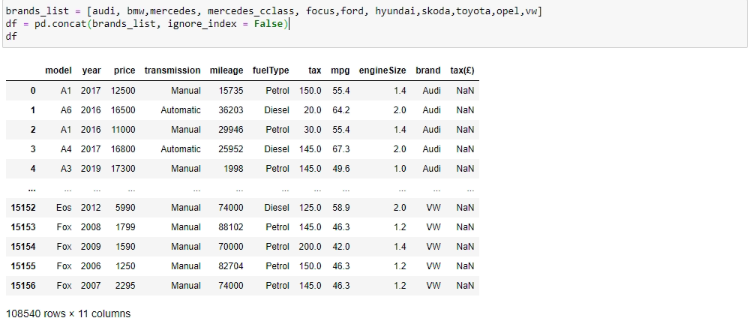 brands_list = [audi, bmw,mercedes, mercedes_cclass, focus,ford, hyundai,skoda,toyota,opel,vw]
df = pd.concat(brands_list, ignore_index = False)
df
model year price transmission mileage fuelType tax mpg engineSize brand tax(£)
0 A1 2017 12500 Manual 15735 Petrol 150.0 55.4 1.4 Audi NaN
1 A6 2016 16500 Automatic 36203 Diesel 20.0 64.2 2.0 Audi NaN
2 A1 2016 11000 Manual 29946 Petrol 30.0 55.4 1.4 Audi NaN
3 A4 2017 16800 Automatic 25952 Diesel 145.0 67.3 2.0 Audi NaN
4 A3 2019 17300 Manual 1998 Petrol 145.0 49.6 1.0 Audi NaN
... ... ... ... ... ... ... ... ... ... ... ...
15152 Eos 2012 5990 Manual 74000 Diesel 125.0 58.9 2.0 VW NaN
15153 Fox 2008 1799 Manual 88102 Petrol 145.0 46.3 1.2 VW NaN
15154 Fox 2009 1590 Manual 70000 Petrol 200.0 42.0 1.4 VW NaN
15155 Fox 2006 1250 Manual 82704 Petrol 150.0 46.3 1.2 VW NaN
15156 Fox 2007 2295 Manual 74000 Petrol 145.0 46.3 1.2 VW NaN
108540 rows × 11 columns